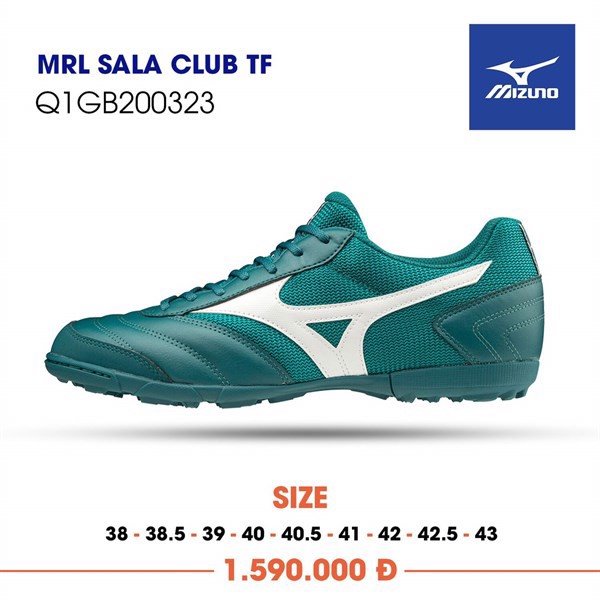 MRL SALA CLUB TF
Q1GB200323
MIZUNO
SIZE
38 - 38.5 - 39 - 40 - 40.5 - 41 - 42 - 42.5 - 43
1.590.000 Đ